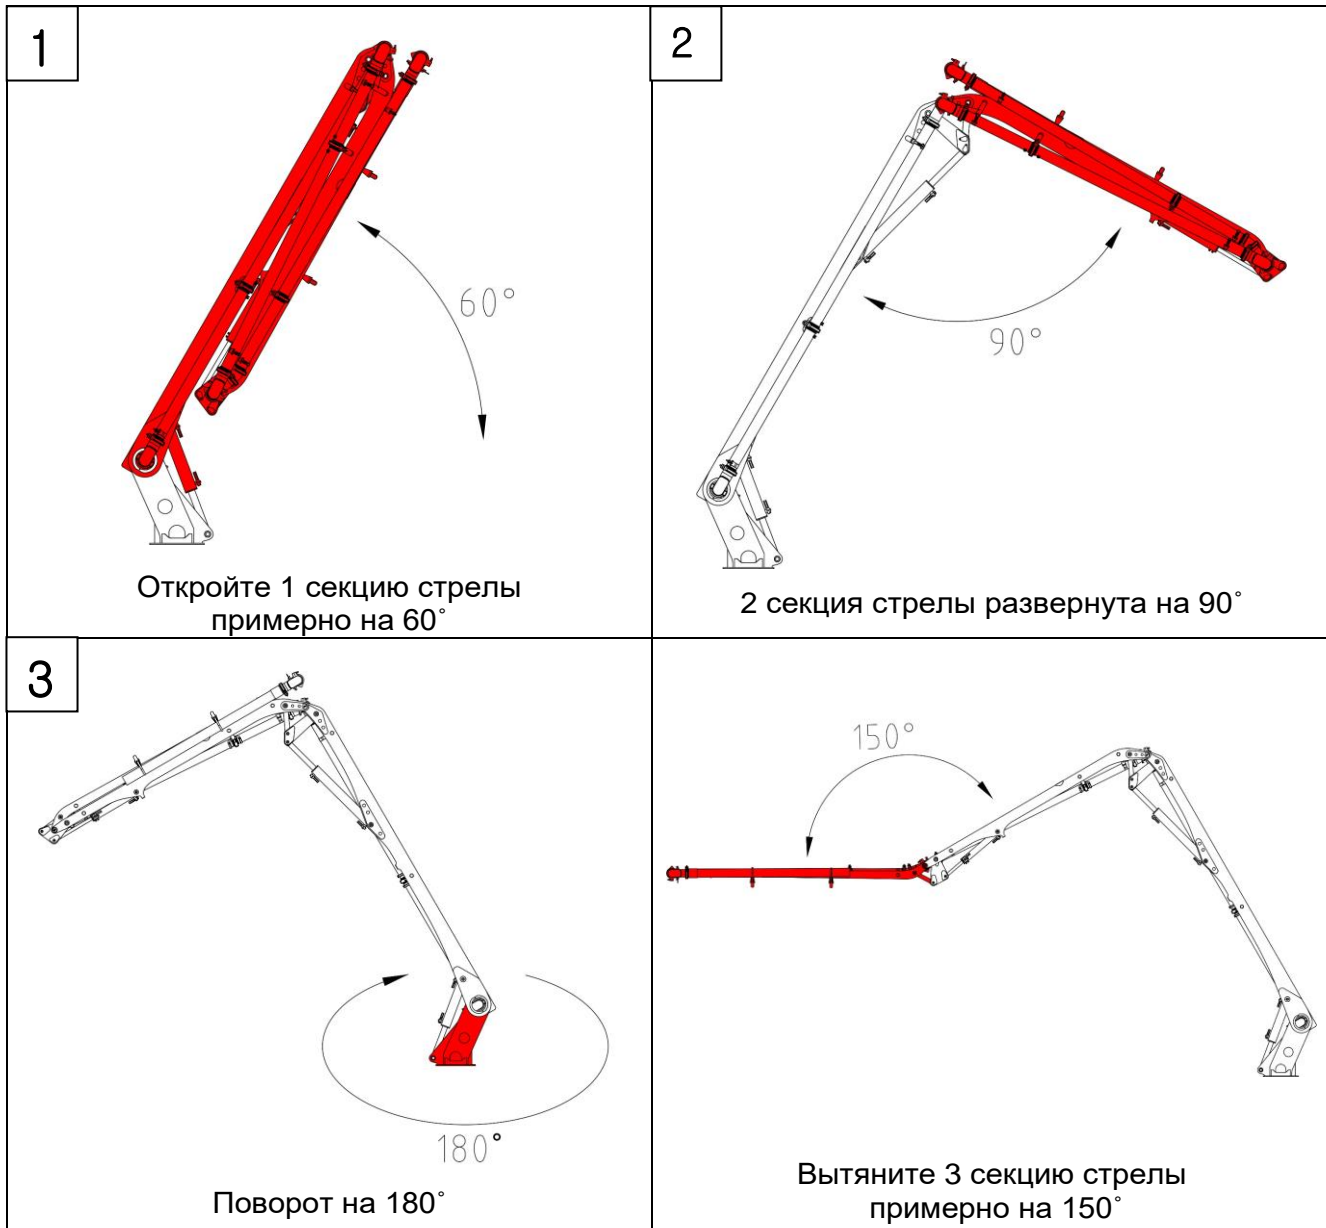 1
60°
Откройте 1 секцию стрелы
примерно на 60˚
2
90°
2 секция стрелы развернута на 90˚
3
180°
Поворот на 180˚
150°
Вытяните 3 секцию стрелы
примерно на 150˚